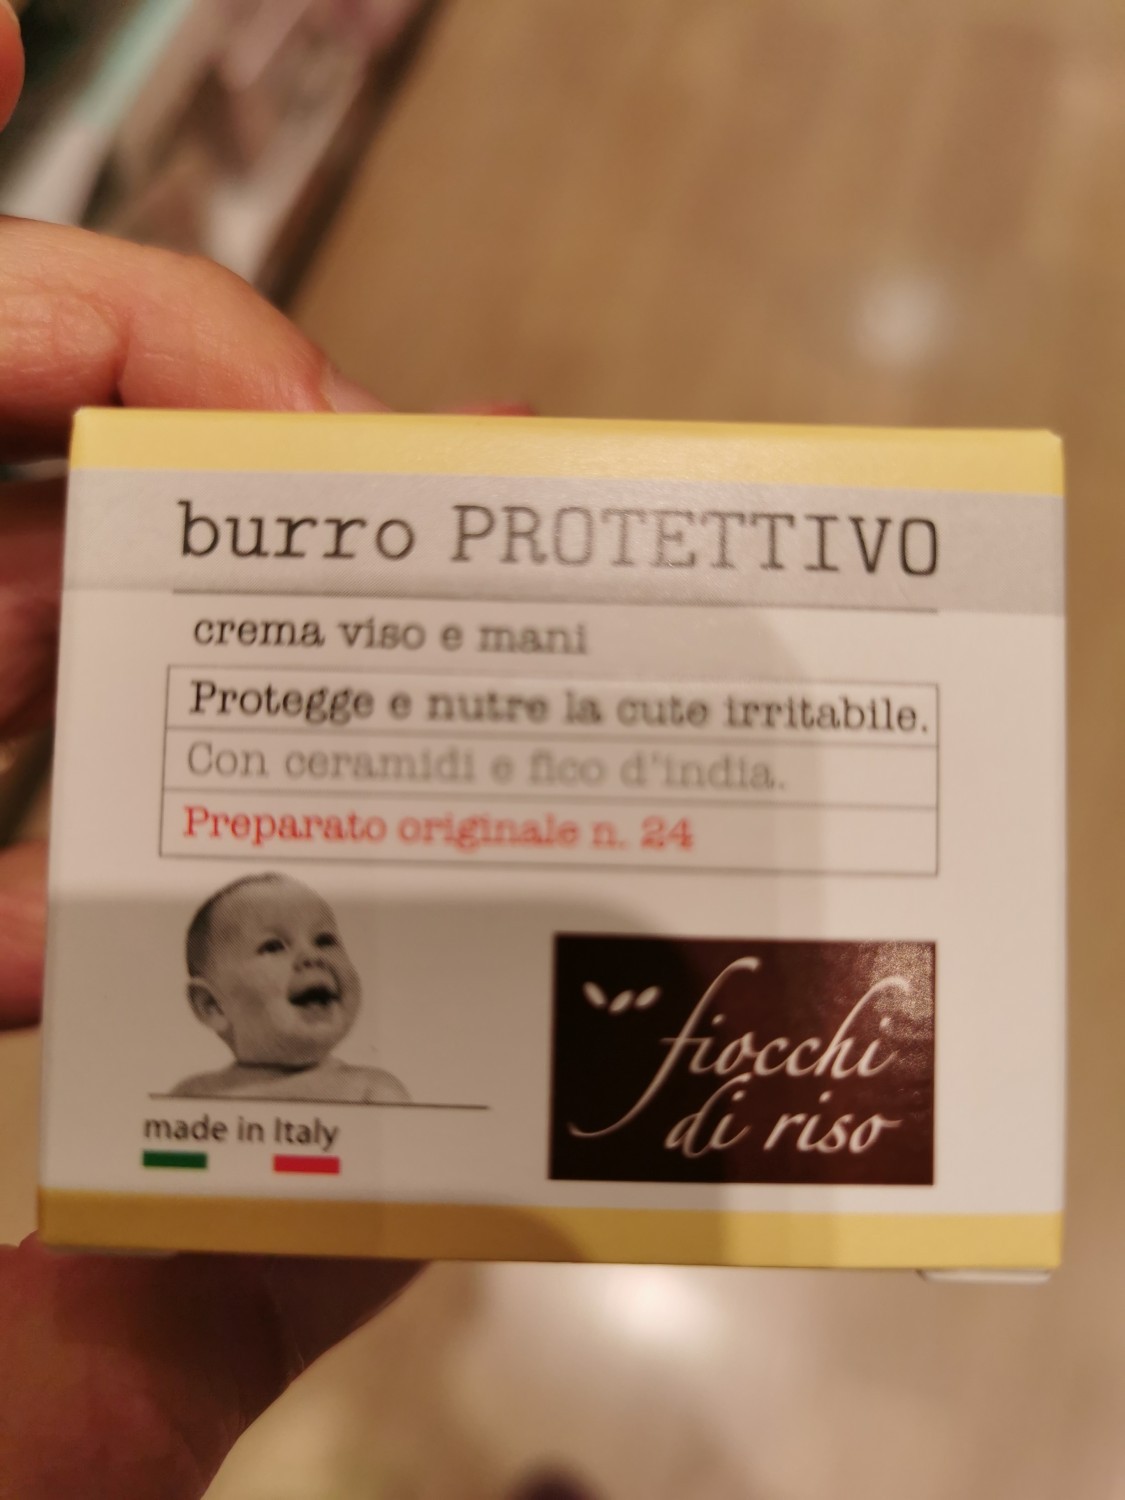 burro PROTETTIVO
crema viso e mani
Protegge e nutre la cute irritabile.
Con ceramidi e fico d'india.
Preparato originale n. 24
fiocchi
di riso
made in Italy